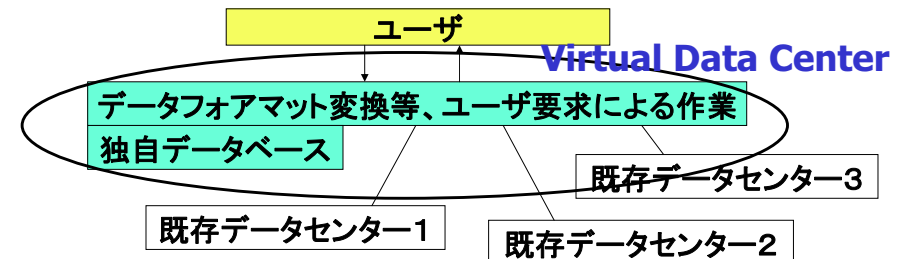 ユーザ
Virtual Data Center
データフォアマット変換等、ユーザ要求による作業
独自データベース
既存データセンター3
既存データセンター1
既存データセンター2